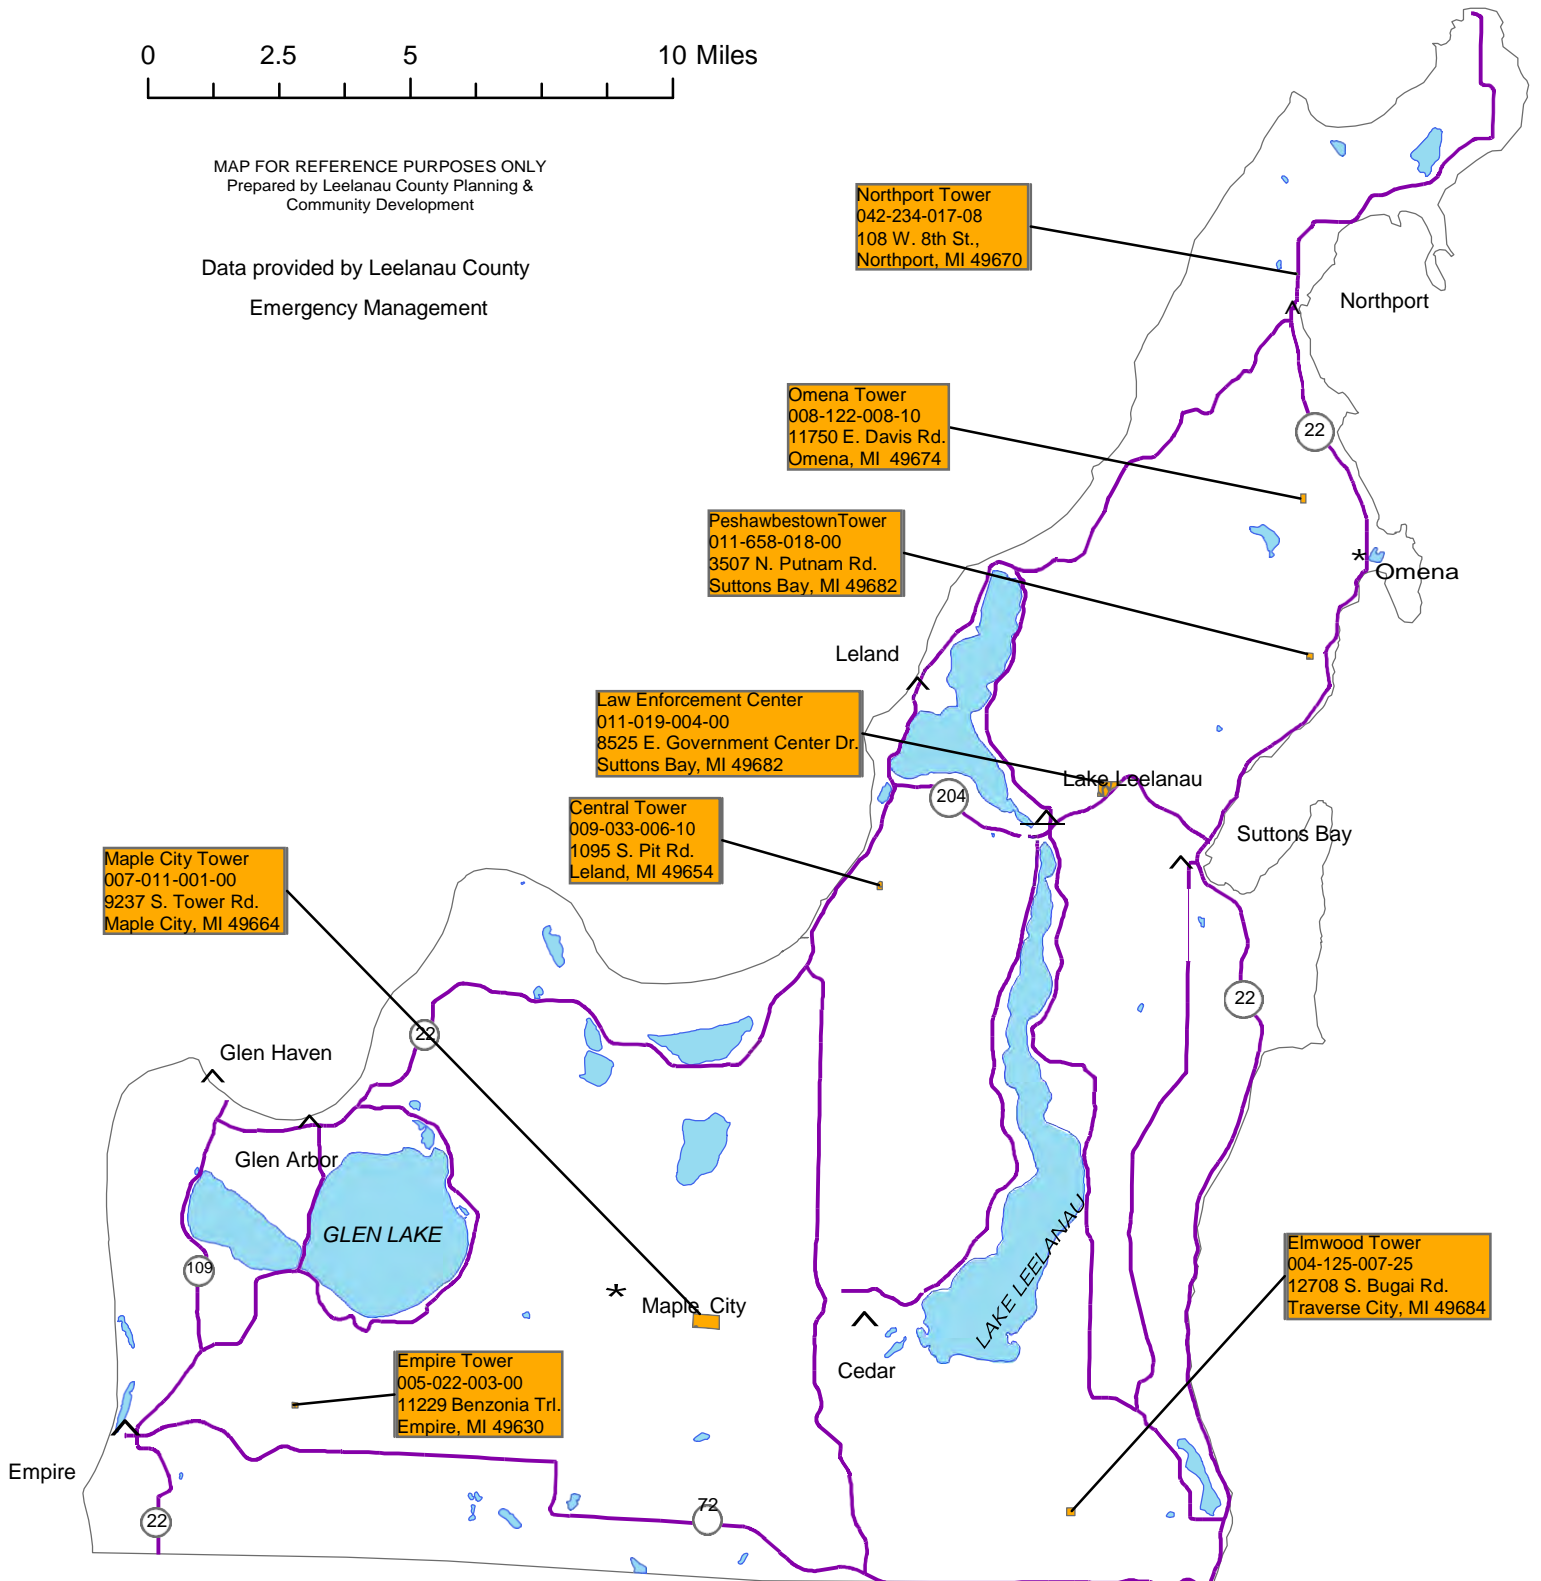 0 2.5 5 10 Miles
MAP FOR REFERENCE PURPOSES ONLY
Prepared by Leelanau County Planning &
Community Development
Data provided by Leelanau County
Emergency Management
Northport Tower
042-234-017-08
108 W. 8th St.,
Northport, MI 49670
Northport
Omena Tower
008-122-008-10
11750 E. Davis Rd.
Omena, MI 49674
22
PeshawbestownTower
011-658-018-00
3507 N. Putnam Rd.
Suttons Bay, MI 49682
* Omena
Leland
Law Enforcement Center
011-019-004-00
8525 E. Government Center Dr.
Suttons Bay, MI 49682
Lake Leelanau
204
Central Tower
009-033-006-10
1095 S. Pit Rd.
Leland, MI 49654
Suttons Bay
Maple City Tower
007-011-001-00
9237 S. Tower Rd.
Maple City, MI 49664
22
22
Glen Haven
Glen Arbor
GLEN LAKE
LAKE LEELANAU
109
* Maple City
Elmwood Tower
004-125-007-25
12708 S. Bugai Rd.
Traverse City, MI 49684
Cedar
Empire Tower
005-022-003-00
11229 Benzonia Trl.
Empire, MI 49630
Empire
22
72